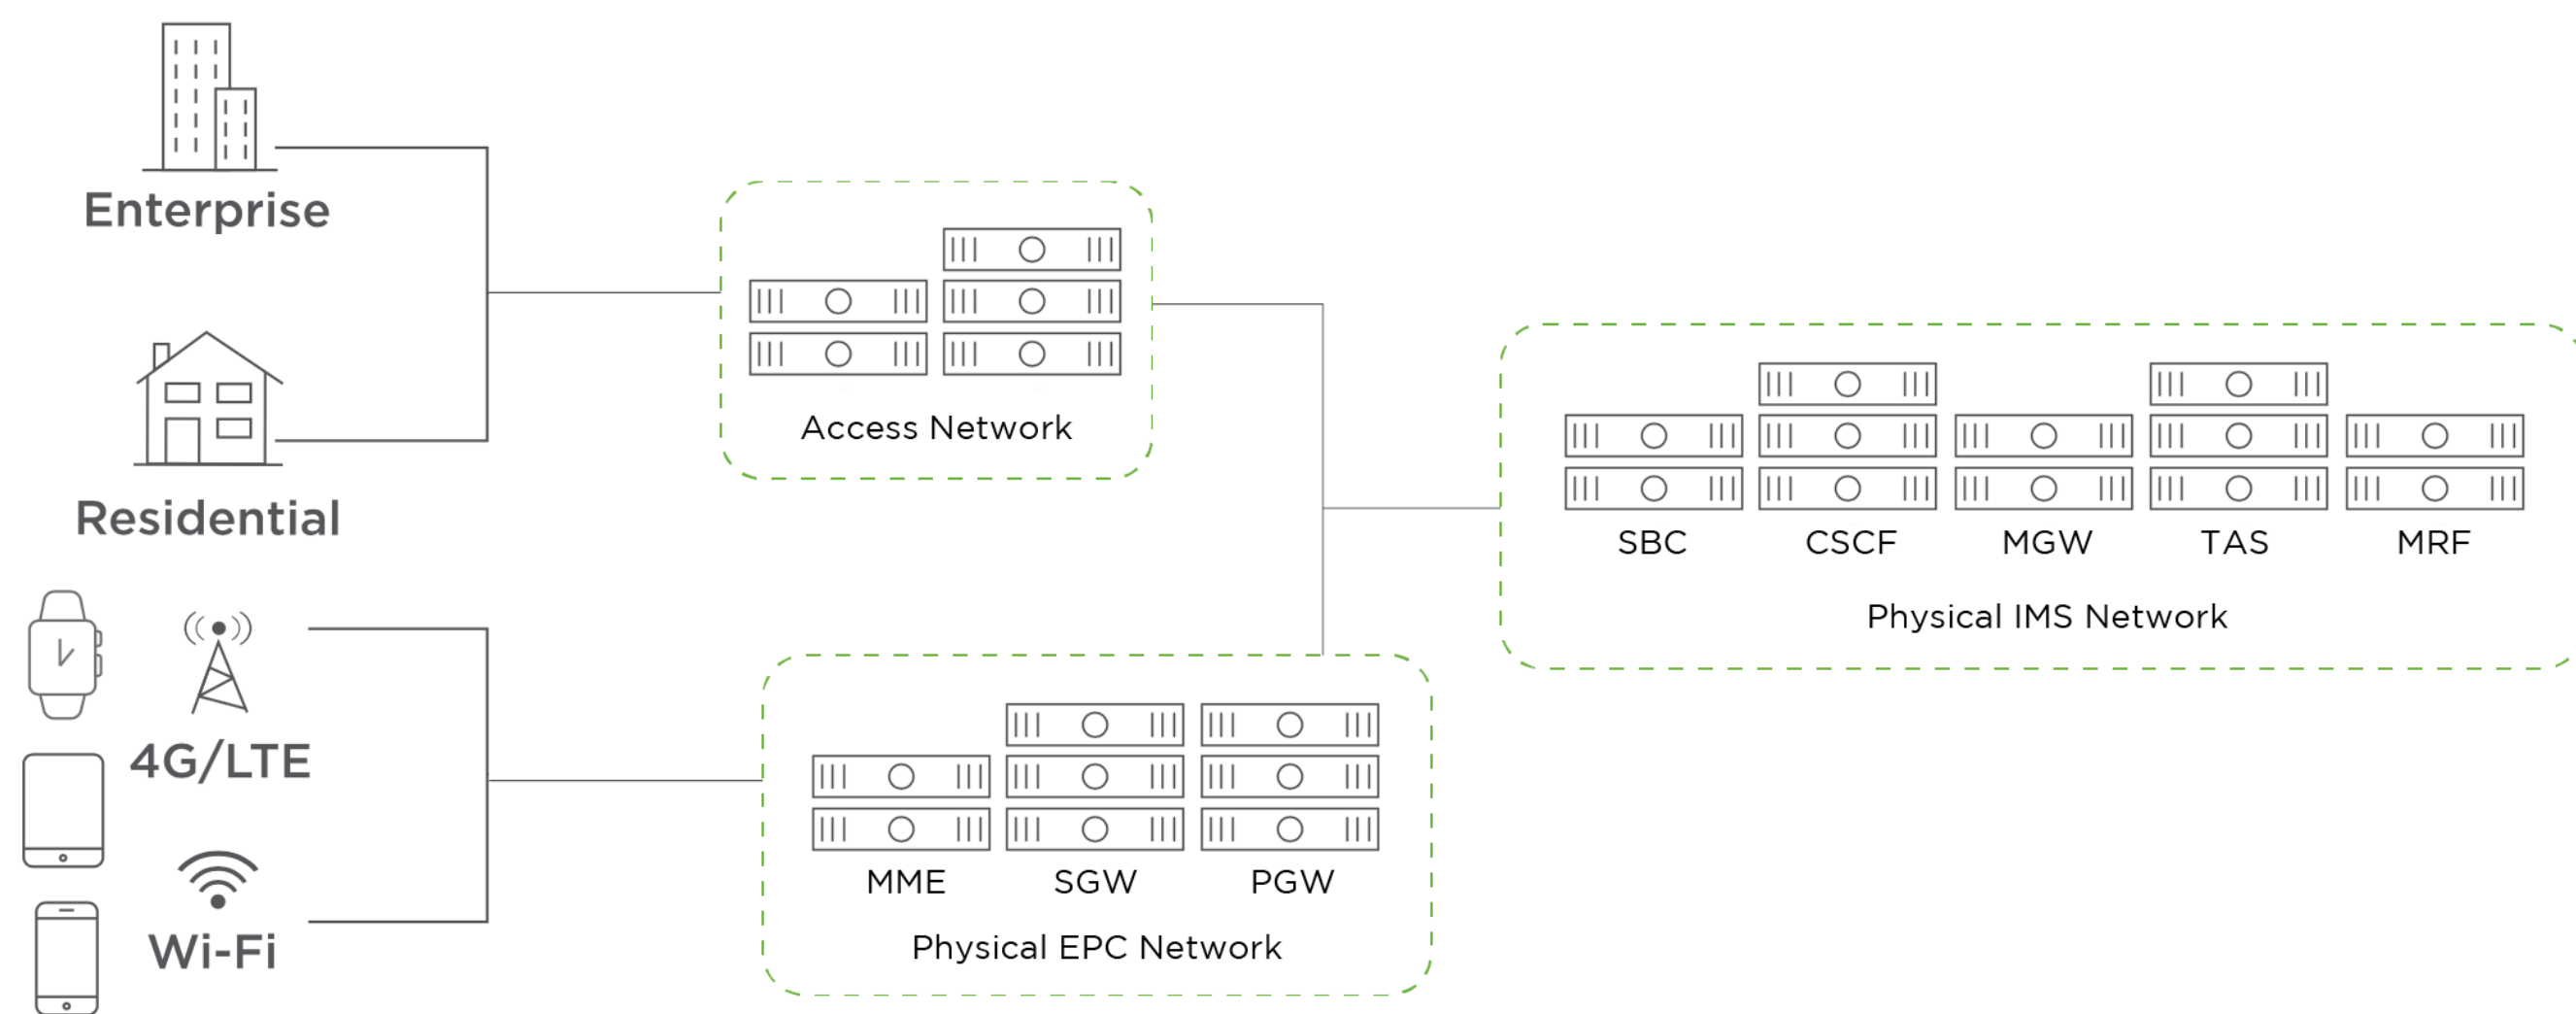 Enterprise
Residential
4G/LTE
Wi-Fi
Access Network
MME SGW PGW
Physical EPC Network
SBC CSCF MGW TAS MRF
Physical IMS Network